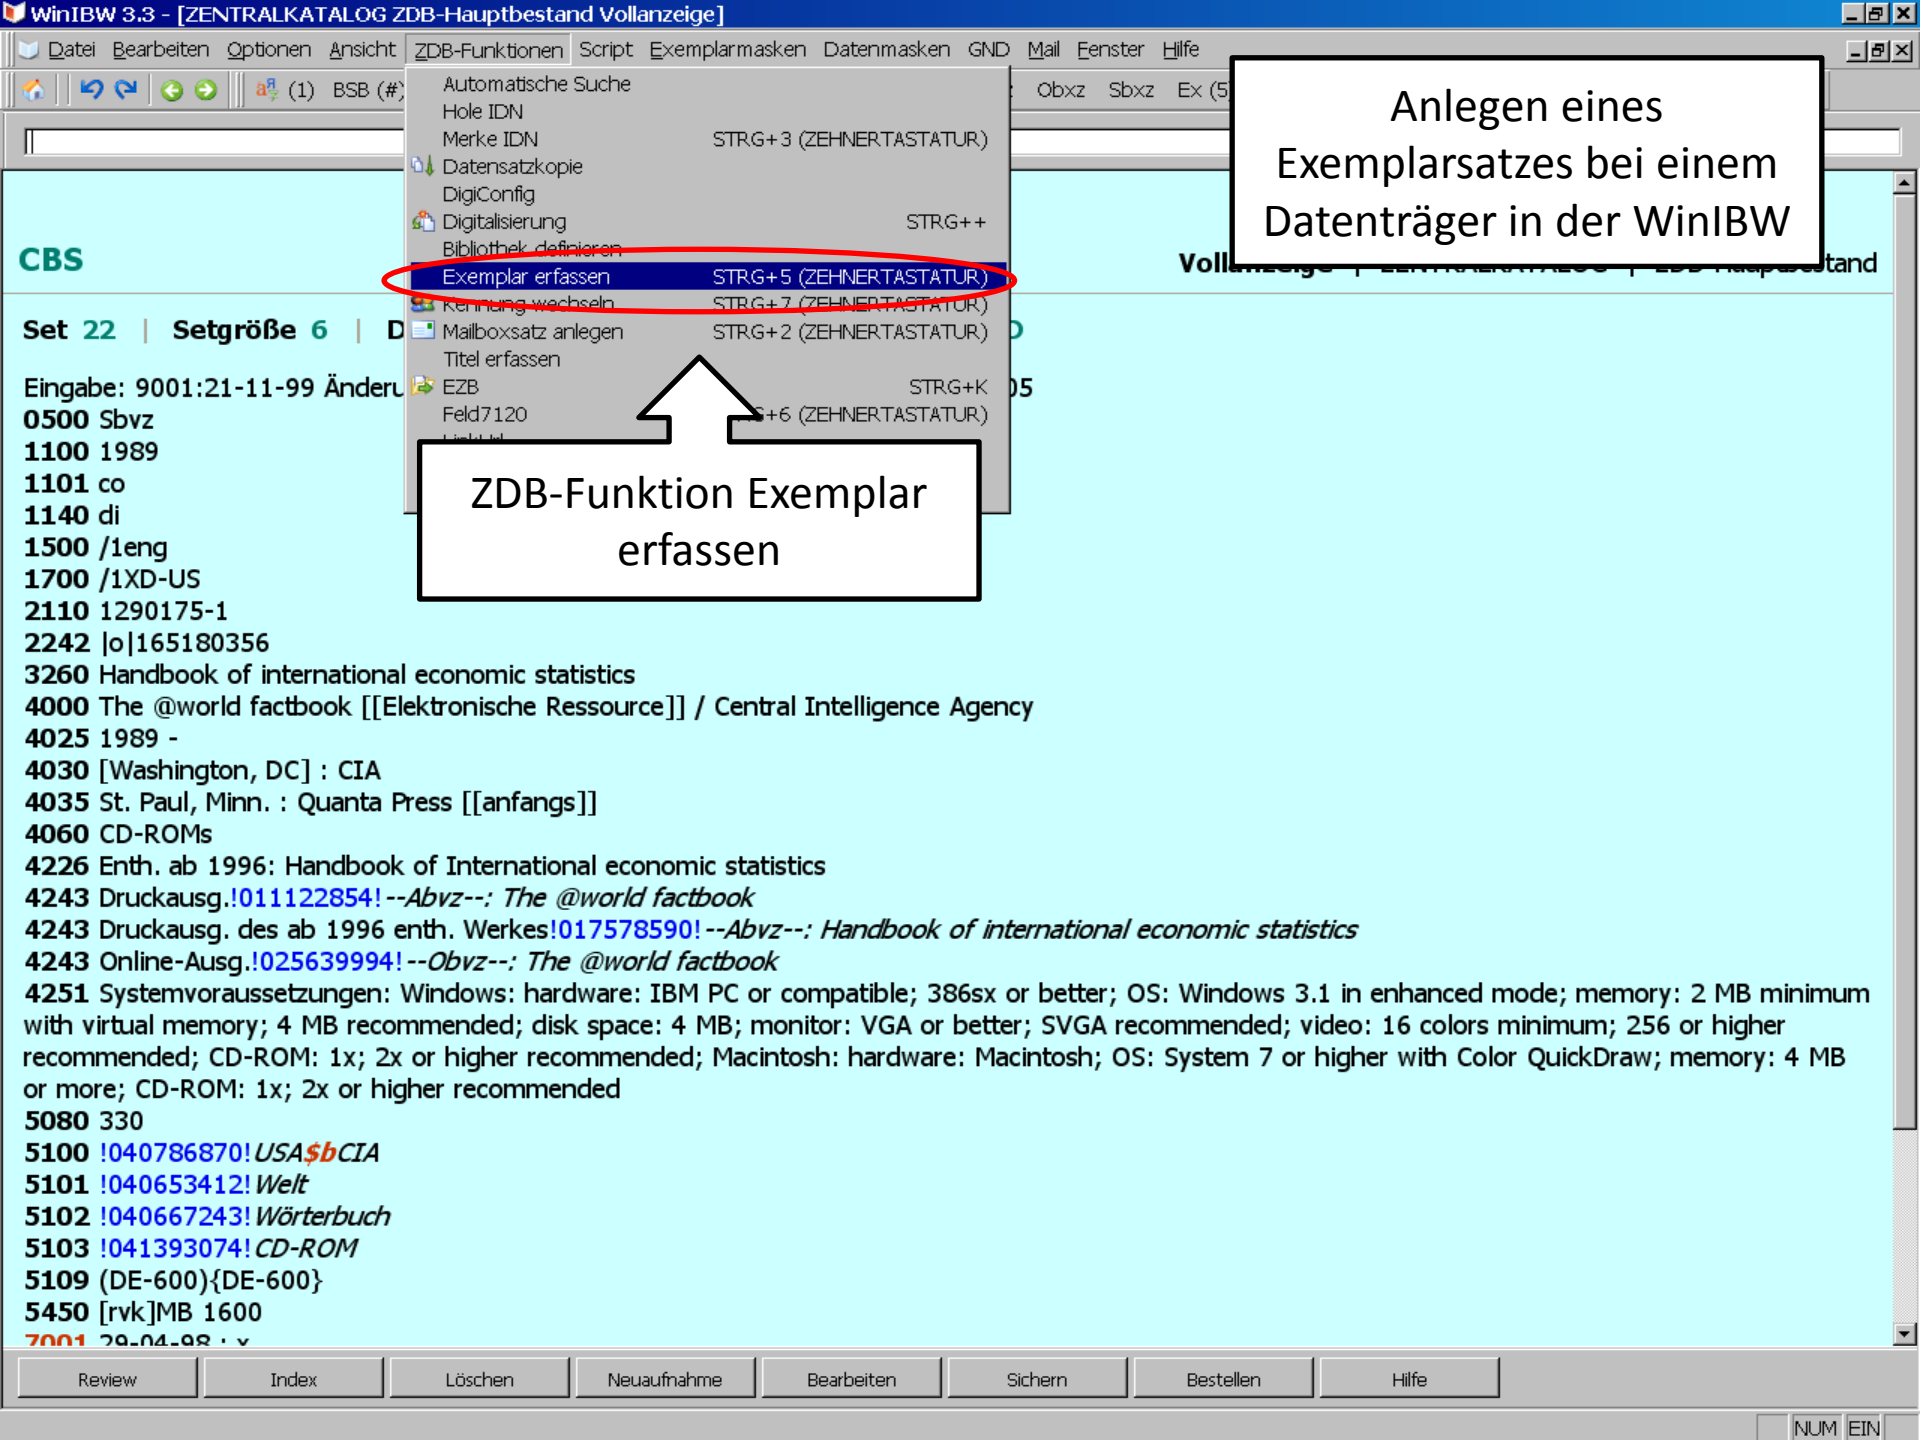 WinIBW 3.3 - [ZENTRALKATALOG ZDB-Hauptbestand Vollanzeige]
Datei Bearbeiten Optionen Ansicht ZDB-Funktionen Script Exemplarmasken Datenmasken GND Mail Fenster Hilfe
(1) BSB (#) Obxz Sbxz Ex (5)
Automatische Suche
Hole IDN
Merke IDN STRG+3 (ZEHNERTASTATUR)
Datensatzkopie
DigiConfig
Digitalisierung STRG++
Bibliothek definieren
Exemplar erfassen STRG+5 (ZEHNERTASTATUR)
Kennung wechseln STRG+7 (ZEHNERTASTATUR)
Mailboxsatz anlegen STRG+2 (ZEHNERTASTATUR)
Titel erfassen
EZB STRG+K
Feld7120 +6 (ZEHNERTASTATUR)
Anlegen eines
Exemplarsatzes bei einem
Datenträger in der WinIBW
ZDB-Funktion Exemplar
erfassen
CBS
Set 22 | Setgröße 6 |
Eingabe: 9001:21-11-99
0500 Sbvz
1100 1989
1101 co
1140 di
1500 /1eng
1700 /1XD-US
2110 1290175-1
2242 |o|165180356
3260 Handbook of international economic statistics
4000 The @world factbook [[Elektronische Ressource]] / Central Intelligence Agency
4025 1989 -
4030 [Washington, DC] : CIA
4035 St. Paul, Minn. : Quanta Press [[anfangs]]
4060 CD-ROMs
4226 Enth. ab 1996: Handbook of International economic statistics
4243 Druckausg.!011122854!--Abvz--: The @world factbook
4243 Druckausg. des ab 1996 enth. Werkes!017578590!--Abvz--: Handbook of international economic statistics
4243 Online-Ausg.!025639994!--Obvz--: The @world factbook
4251 Systemvoraussetzungen: Windows: hardware: IBM PC or compatible; 386sx or better; OS: Windows 3.1 in enhanced mode; memory: 2 MB minimum
with virtual memory; 4 MB recommended; disk space: 4 MB; monitor: VGA or better; SVGA recommended; video: 16 colors minimum; 256 or higher
recommended; CD-ROM: 1x; 2x or higher recommended; Macintosh: hardware: Macintosh; OS: System 7 or higher with Color QuickDraw; memory: 4 MB
or more; CD-ROM: 1x; 2x or higher recommended
5080 330
5100 !040786870!USA$bCIA
5101 !040653412!Welt
5102 !040667243!Wörterbuch
5103 !041393074!CD-ROM
5109 (DE-600){DE-600}
5450 [rvk]MB 1600
7001 29-04-98 : x
Review Index Löschen Neuaufnahme Bearbeiten Sichern Bestellen Hilfe
NUM EIN